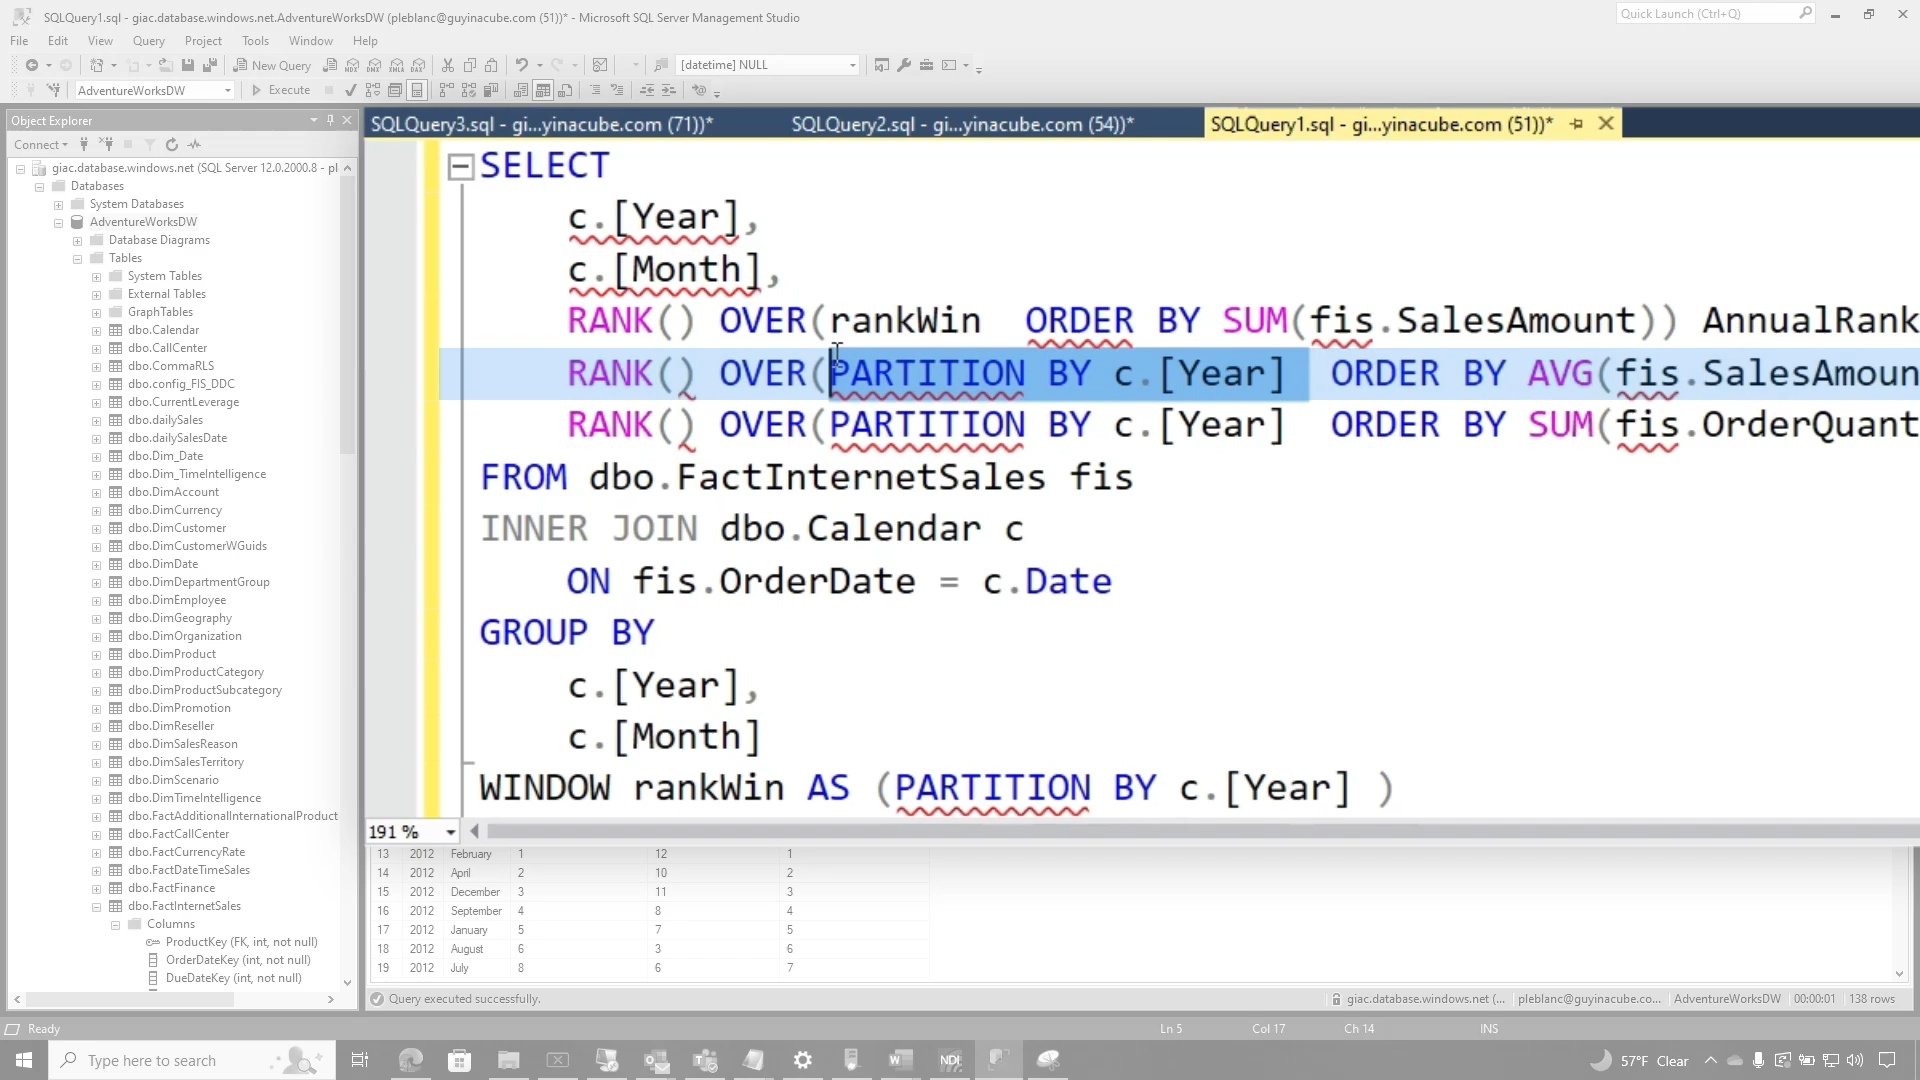 SQLQuery1.sql - giac.database.windows.net.AdventureWorksDW (pleblanc@guyinacube.com (51))* - Microsoft SQL Server Management Studio
Quick Launch (Ctrl+Q)
File Edit View Query Project Tools Window Help
New Query
[datetime] NULL
AdventureWorksDW
Execute
Object Explorer
Connect
giac.database.windows.net (SQL Server 12.0.2000.8 - pl
Databases
System Databases
AdventureWorksDW
Database Diagrams
Tables
System Tables
External Tables
GraphTables
dbo.Calendar
dbo.CallCenter
dbo.CommaRLS
dbo.config_FIS_DDC
dbo.CurrentLeverage
dbo.dailySales
dbo.dailySalesDate
dbo.Dim_Date
dbo.Dim_TimeIntelligence
dbo.DimAccount
dbo.DimCurrency
dbo.DimCustomer
dbo.DimCustomerWGuids
dbo.DimDate
dbo.DimDepartmentGroup
dbo.DimEmployee
dbo.DimGeography
dbo.DimOrganization
dbo.DimProduct
dbo.DimProductCategory
dbo.DimProductSubcategory
dbo.DimPromotion
dbo.DimReseller
dbo.DimSalesReason
dbo.DimSalesTerritory
dbo.DimScenario
dbo.DimTimeIntelligence
dbo.FactAdditionalInternationalProduct
dbo.FactCallCenter
dbo.FactCurrencyRate
dbo.FactDateTimeSales
dbo.FactFinance
dbo.FactInternetSales
Columns
ProductKey (FK, int, not null)
OrderDateKey (int, not null)
DueDateKey (int, not null)
SQLQuery3.sql - gi...yinacube.com (71))* SQLQuery2.sql - gi...yinacube.com (54))* SQLQuery1.sql - gi...yinacube.com (51))*
SELECT
c.[Year],
c.[Month],
RANK() OVER(rankWin ORDER BY SUM(fis.SalesAmount)) AnnualRank
RANK() OVER(PARTITION BY c.[Year] ORDER BY AVG(fis.SalesAmoun
RANK() OVER(PARTITION BY c.[Year] ORDER BY SUM(fis.OrderQuant
FROM dbo.FactInternetSales fis
INNER JOIN dbo.Calendar c
ON fis.OrderDate = c.Date
GROUP BY
c.[Year],
c.[Month]
WINDOW rankWin AS (PARTITION BY c.[Year] )
191 %
13 2012 February 1 12 1
14 2012 April 2 10 2
15 2012 December 3 11 3
16 2012 September 4 8 4
17 2012 January 5 7 5
18 2012 August 6 3 6
19 2012 July 8 6 7
Query executed successfully. giac.database.windows.net (... pleblanc@guyinacube.co... AdventureWorksDW 00:00:01 138 rows
Ready Ln 5 Col 17 Ch 14 INS
Type here to search
NDI
57°F Clear